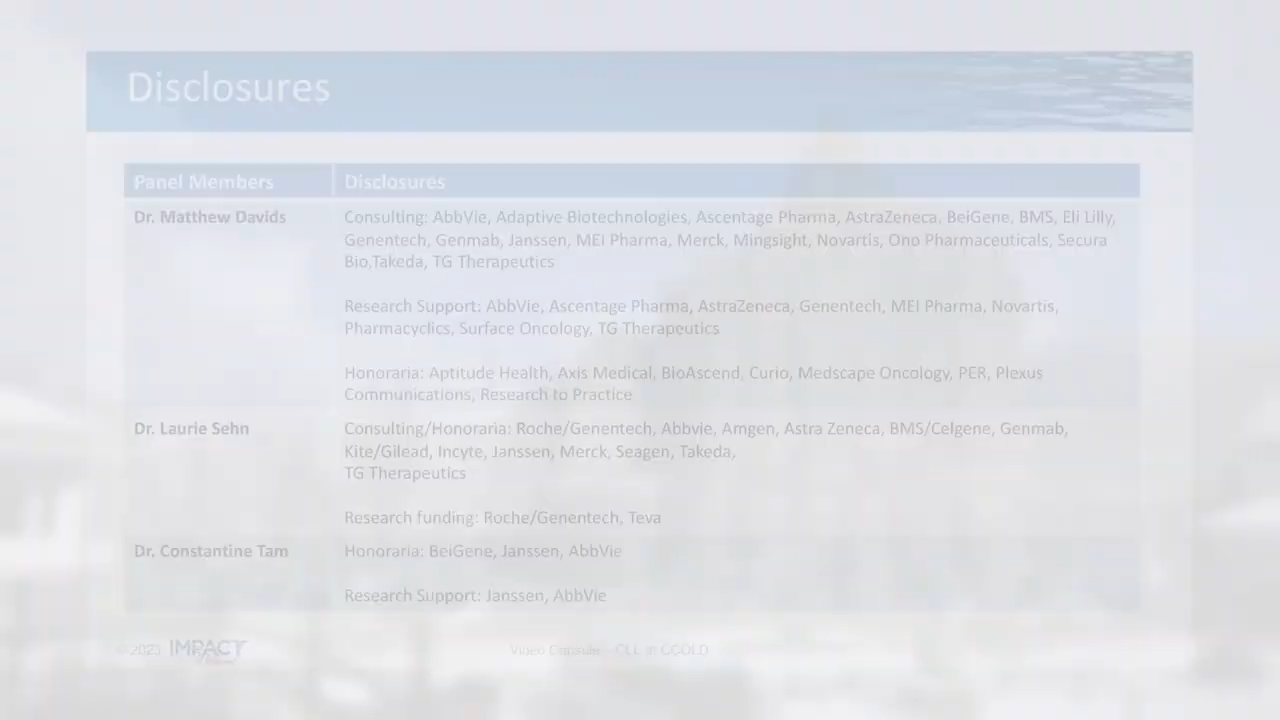 Disclosures
Panel Members Disclosures
Dr. Matthew Davids Consulting: AbbVie, Adaptive Biotechnologies, Ascentage Pharma, AstraZeneca, BeiGene, BMS, Eli Lilly,
Genentech, Genmab, Janssen, MEI Pharma, Merck, Mingsight, Novartis, Ono Pharmaceuticals, Secura
Bio,Takeda, TG Therapeutics
Research Support: AbbVie, Ascentage Pharma, AstraZeneca, Genentech, MEI Pharma, Novartis,
Pharmacyclics, Surface Oncology, TG Therapeutics
Honoraria: Aptitude Health, Axis Medical, BioAscend, Curio, Medscape Oncology, PER, Plexus
Communications, Research to Practice
Dr. Laurie Sehn Consulting/Honoraria: Roche/Genentech, Abbvie, Amgen, Astra Zeneca, BMS/Celgene, Genmab,
Kite/Gilead, Incyte, Janssen, Merck, Seagen, Takeda,
TG Therapeutics
Research funding: Roche/Genentech, Teva
Dr. Constantine Tam Honoraria: BeiGene, Janssen, AbbVie
Research Support: Janssen, AbbVie
© 2023 IMPACT Video Capsule - CLL at CCOLD